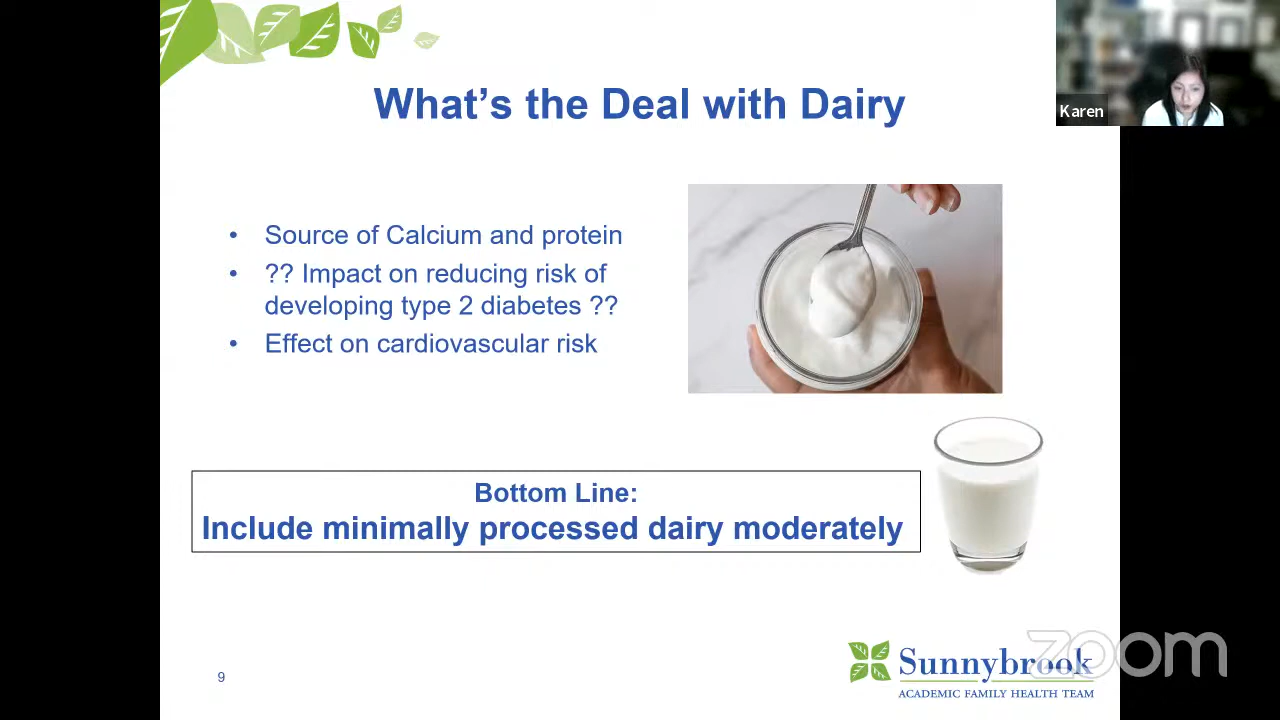 What's the Deal with Dairy
Karen
• Source of Calcium and protein
• ?? Impact on reducing risk of
developing type 2 diabetes ??
• Effect on cardiovascular risk
Bottom Line:
Include minimally processed dairy moderately
9
Sunnybrook
ACADEMIC FAMILY HEALTH TEAM
zoom